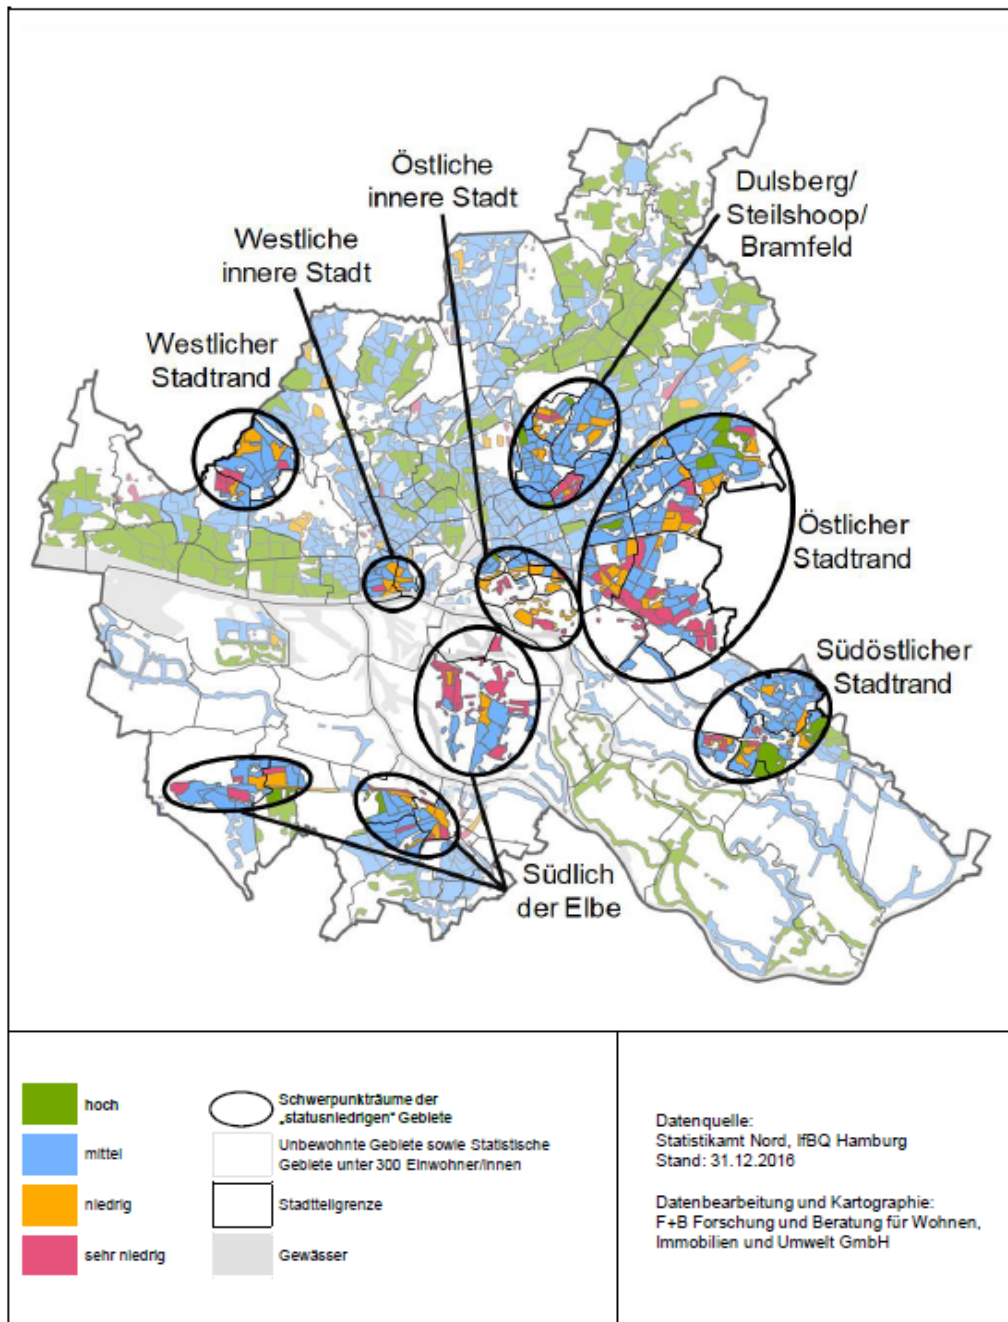 Östliche
innere Stadt
Dulsberg/
Steilshoop/
Bramfeld
Westliche
innere Stadt
Westlicher
Stadtrand
Östlicher
Stadtrand
Südöstlicher
Stadtrand
Südlich
der Elbe
hoch
mittel
niedrig
sehr niedrig
Schwerpunkträume der
„statusniedrigen“ Gebiete
Unbewohnte Gebiete sowie Statistische
Gebiete unter 300 Einwohner/innen
Stadtteilgrenze
Gewässer
Datenquelle:
Statistikamt Nord, IfBQ Hamburg
Stand: 31.12.2016
Datenbearbeitung und Kartographie:
F+B Forschung und Beratung für Wohnen,
Immobilien und Umwelt GmbH